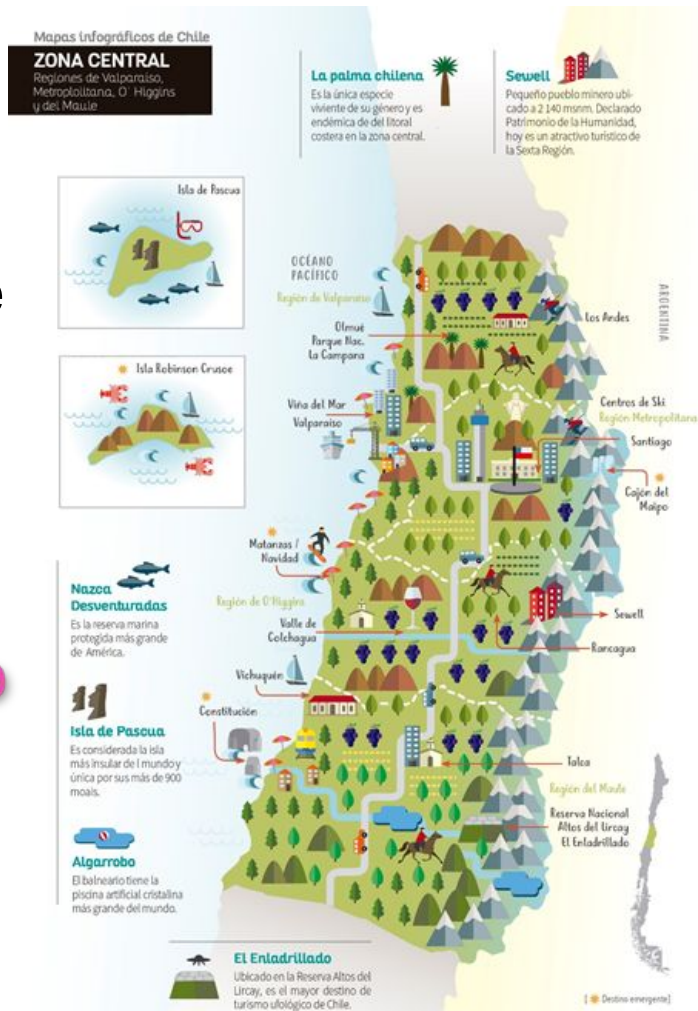 Mapas infográficos de Chile
ZONA CENTRAL
Regiones de Valparaíso,
Metroploitana, O' Higgins
y del Maule
La palma chilena
Es la única especie
viviente de su género y es
endémica de del litoral
costera en la zona central.
Sewell
Pequeño pueblo minero ubi-
cado a 2 140 msnm. Declarado
Patrimonio de la Humanidad,
hoy es un atractivo turístico de
la Sexta Región.
Isla de Pascua
OCÉANO
PACÍFICO
Región de Valparaíso
ARGENTINA
Los Andes
Olmué
Parque Nac.
La Campana
Isla Robinson Crusoe
Viña del Mar
Valparaíso
Centros de Ski
Región Metropolitana
Santiago
Cajón del
Maipo
e
Matanzas /
Navidad
Nazca
Desventuradas
Es la reserva marina
protegida más grande
de América.
Región de O'Higgins
Valle de
Colchagua
Sewell
Rancagua
Vichuquén
Constitución
Isla de Pascua
Es considerada la isla
más insular de l mundo y
única por sus más de 900
moais.
Talca
Región del Maule
Reserva Nacional
Altos del Lircay
El Enladrillado
Algarrobo
El balneario tiene la
piscina artificial cristalina
más grande del mundo.
El Enladrillado
Ubicado en la Reserva Altos del
Lircay, es el mayor destino de
turismo ufológico de Chile.
[ Destino emergente]